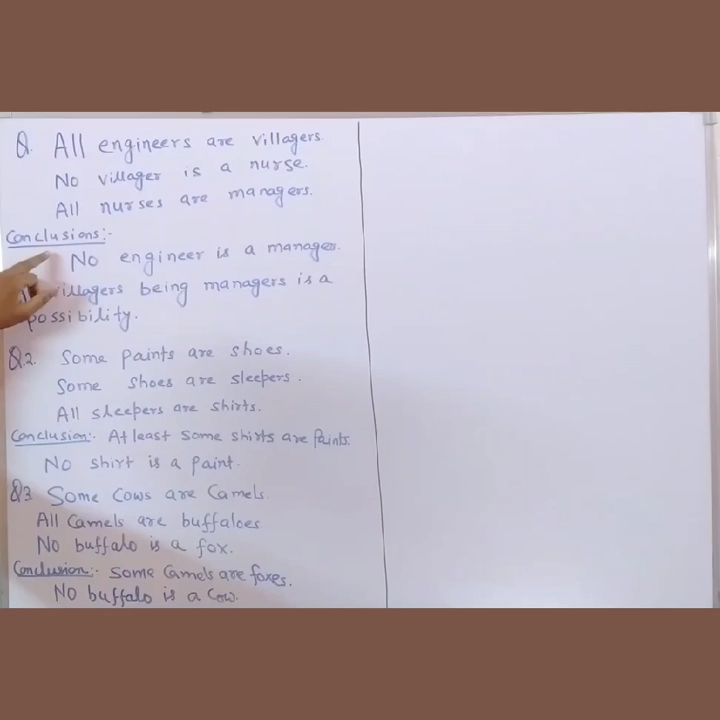 Q. All engineers are villagers.
No villager is a nurse.
All nurses are managers.
Conclusions:-
No engineer is a manager.
villagers being managers is a
possibility.
Q.2. Some paints are shoes.
Some shoes are sleepers.
All sleepers are shirts.
Conclusion:- Atleast some shirts are Paints.
No shirt is a paint.
Q3 Some Cows are Camels.
All Camels are buffaloes
No buffalo is a fox.
Conclusion:- Some Camels are foxes.
No buffalo is a Cow.